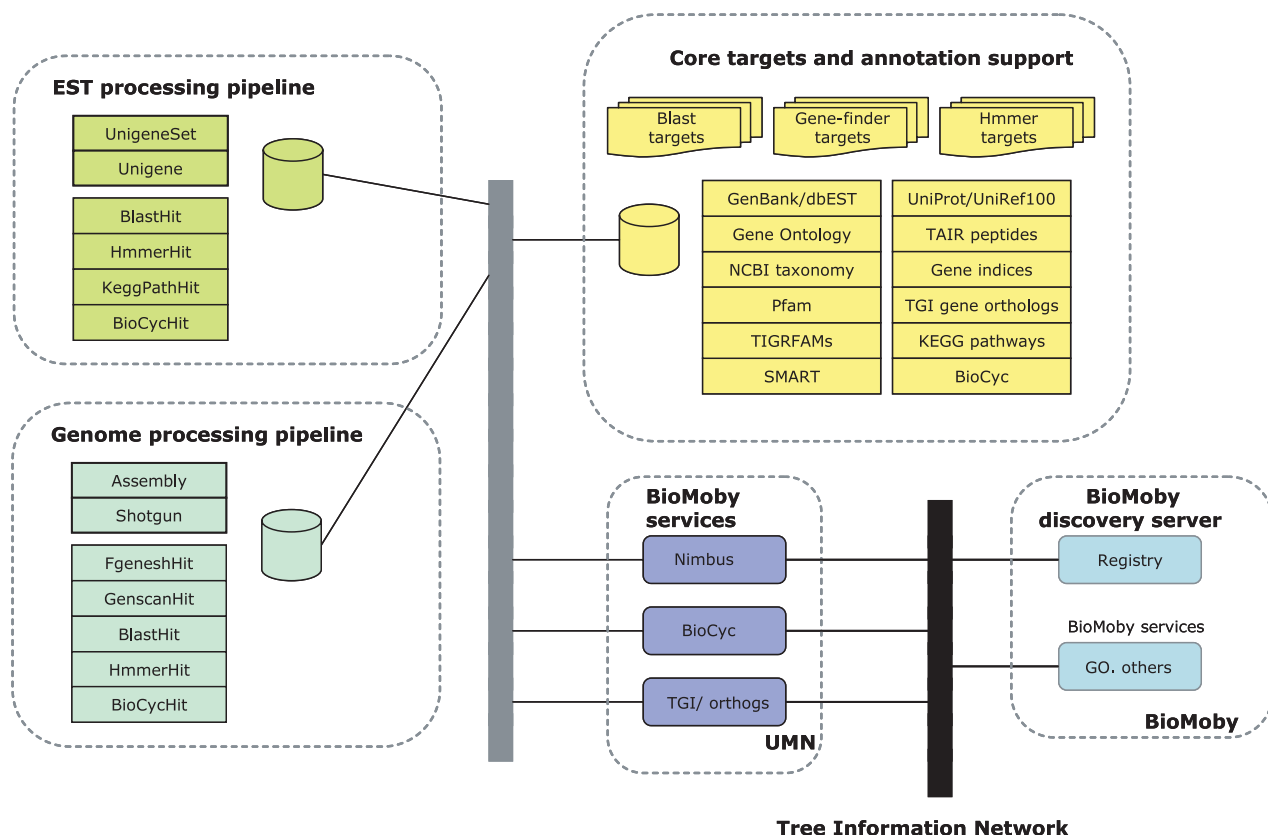 EST processing pipeline
UnigeneSet
Unigene
BlastHit
HmmerHit
KeggPathHit
BioCycHit
Core targets and annotation support
Blast
targets
Gene-finder
targets
Hmmer
targets
GenBank/dbEST
Gene Ontology
NCBI taxonomy
Pfam
TIGRFAMs
SMART
UniProt/UniRef100
TAIR peptides
Gene indices
TGI gene orthologs
KEGG pathways
BioCyc
Genome processing pipeline
Assembly
Shotgun
FgeneshHit
GenscanHit
BlastHit
HmmerHit
BioCycHit
BioMoby
services
Nimbus
BioCyc
TGI/ orthogs
UMN
BioMoby
discovery server
Registry
BioMoby services
GO. others
BioMoby
Tree Information Network